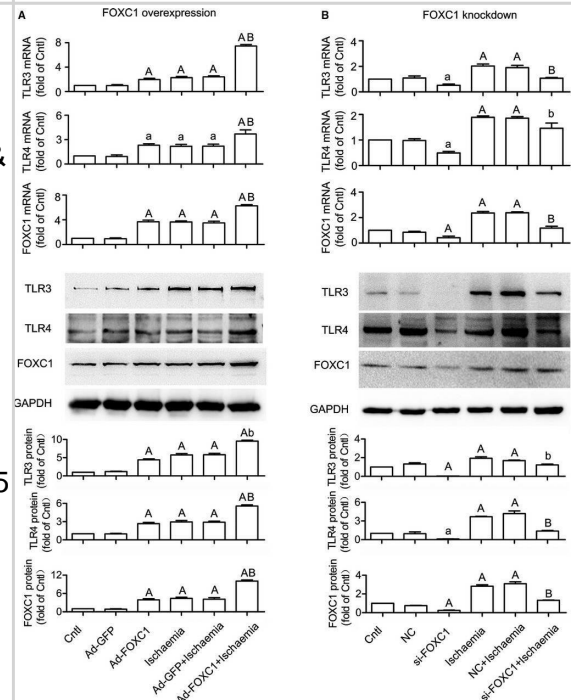 A FOXC1 overexpression
TLR3 mRNA
(fold of Cntl)
8
4
0
A A A AB
TLR4 mRNA
(fold of Cntl)
6
3
0
a a a AB
FOXC1 mRNA
(fold of Cntl)
8
4
0
A A A AB
TLR3
TLR4
FOXC1
GAPDH
TLR3 protein
(fold of Cntl)
10
5
0
A A A Ab
TLR4 protein
(fold of Cntl)
6
3
0
A A A AB
FOXC1 protein
(fold of Cntl)
12
6
0
A A A AB
Cntl
Ad-GFP
Ad-FOXC1
Ischaemia
Ad-GFP+Ischaemia
Ad-FOXC1+Ischaemia
B FOXC1 knockdown
TLR3 mRNA
(fold of Cntl)
4
2
0
a A A B
TLR4 mRNA
(fold of Cntl)
2
1
0
a A A b
FOXC1 mRNA
(fold of Cntl)
4
2
0
A A A B
TLR3
TLR4
FOXC1
GAPDH
TLR3 protein
(fold of Cntl)
4
2
0
A A A b
TLR4 protein
(fold of Cntl)
6
3
0
a A A B
FOXC1 protein
(fold of Cntl)
4
2
0
A A A B
Cntl
NC
si-FOXC1
Ischaemia
NC+Ischaemia
si-FOXC1+Ischaemia